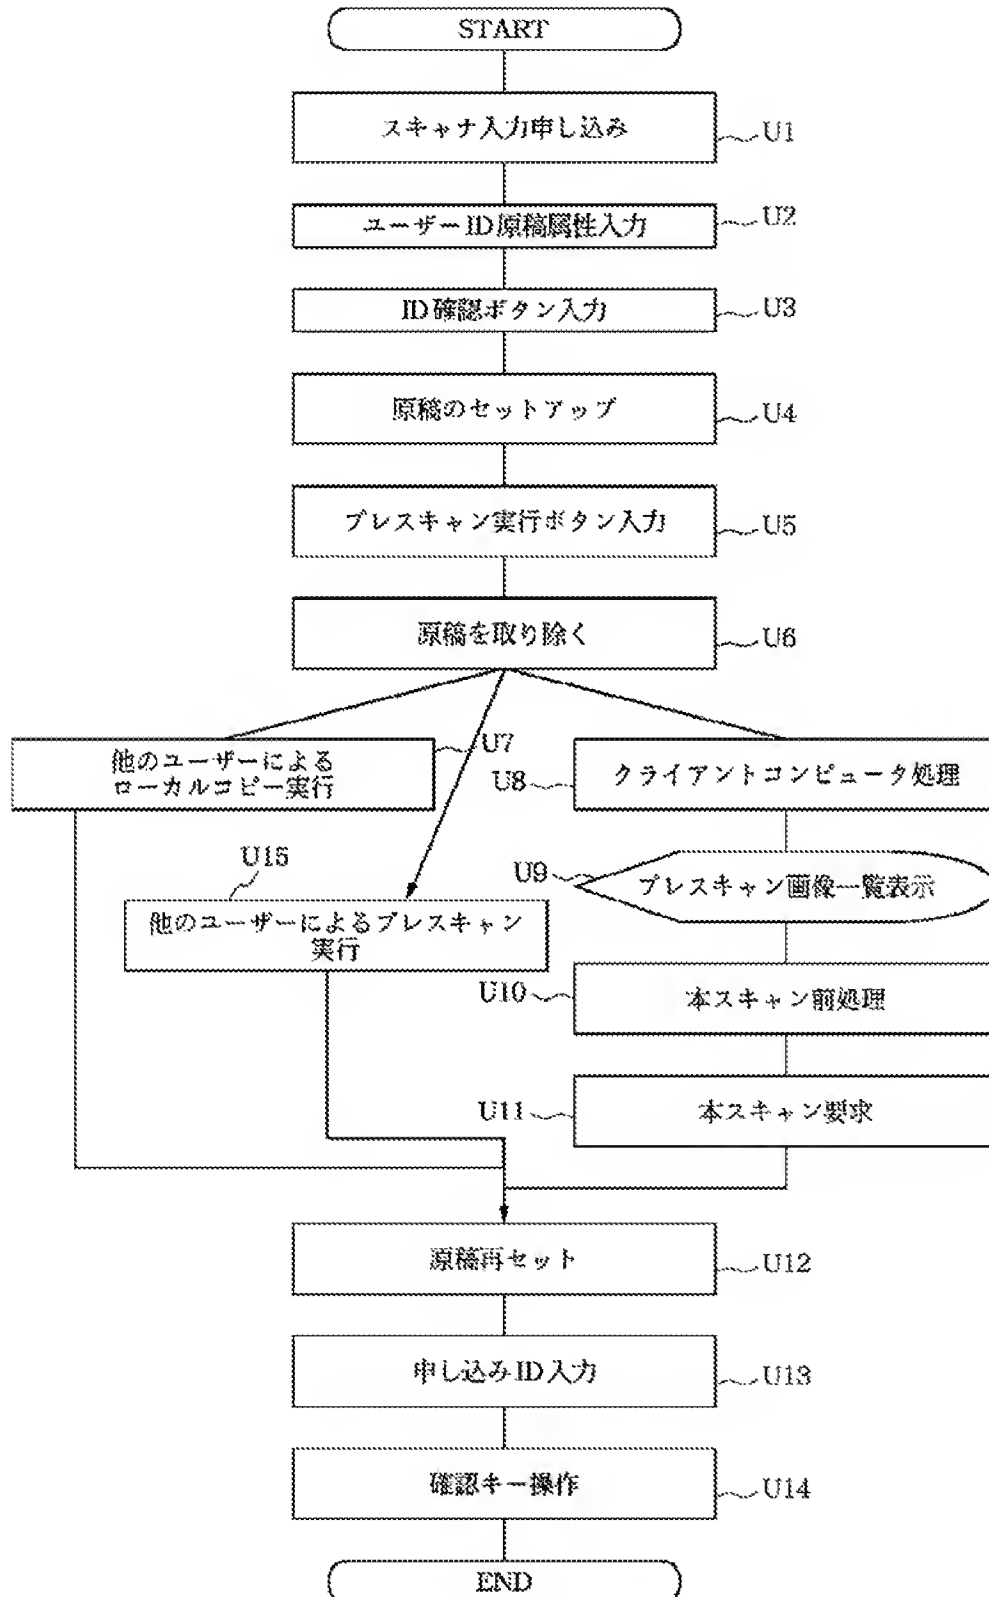 START
スキャナ入力申し込み
U1
ユーザーID原稿属性入力
U2
ID確認ボタン入力
U3
原稿のセットアップ
U4
プレスキャン実行ボタン入力
U5
原稿を取り除く
U6
他のユーザーによる
ローカルコピー実行
U7
U8
クライアントコンピュータ処理
U9
プレスキャン画像一覧表示
U15
他のユーザーによるプレスキャン
実行
U10
本スキャン前処理
U11
本スキャン要求
原稿再セット
U12
申し込みID入力
U13
確認キー操作
U14
END